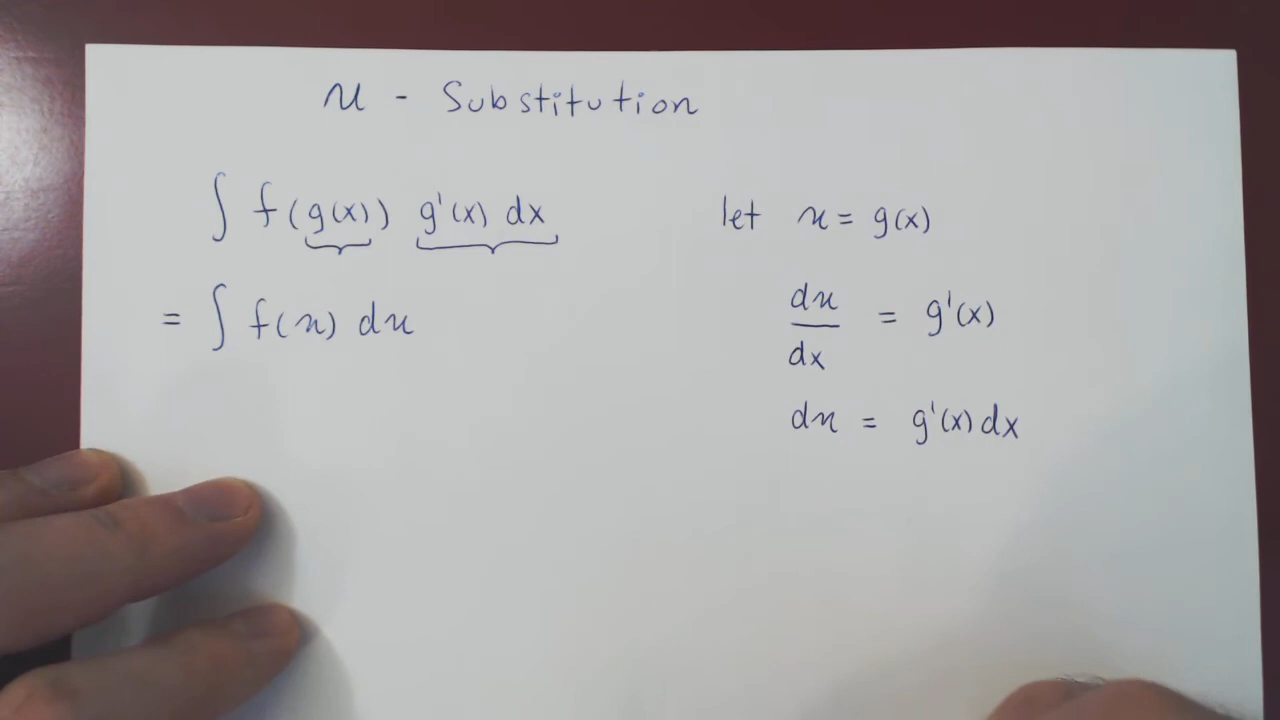 u - Substitution
∫ f(g(x)) g'(x) dx
= ∫ f(u) du
let u = g(x)
du/dx = g'(x)
du = g'(x) dx